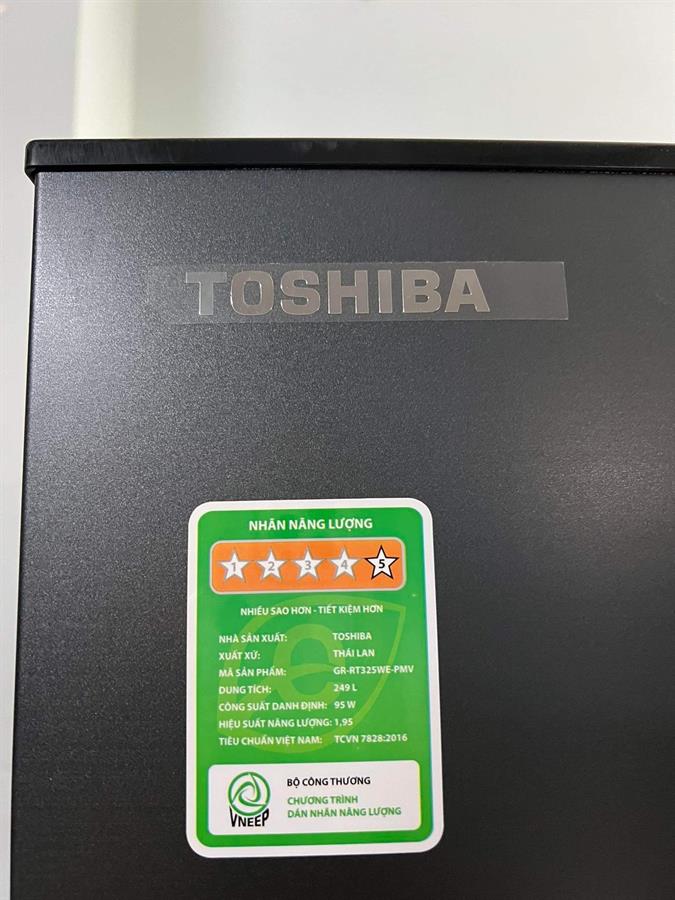 TOSHIBA
NHÃN NĂNG LƯỢNG
1 2 3 4 5
NHIỀU SAO HƠN - TIẾT KIỆM HƠN
NHÀ SẢN XUẤT: TOSHIBA
XUẤT XỨ: THÁI LAN
MÃ SẢN PHẨM: GR-RT325WE-PMV
DUNG TÍCH: 249 L
CÔNG SUẤT DANH ĐỊNH: 95 W
HIỆU SUẤT NĂNG LƯỢNG: 1,95
TIÊU CHUẨN VIỆT NAM: TCVN 7828:2016
BỘ CÔNG THƯƠNG
CHƯƠNG TRÌNH
DÁN NHÃN NĂNG LƯỢNG
VNEEP